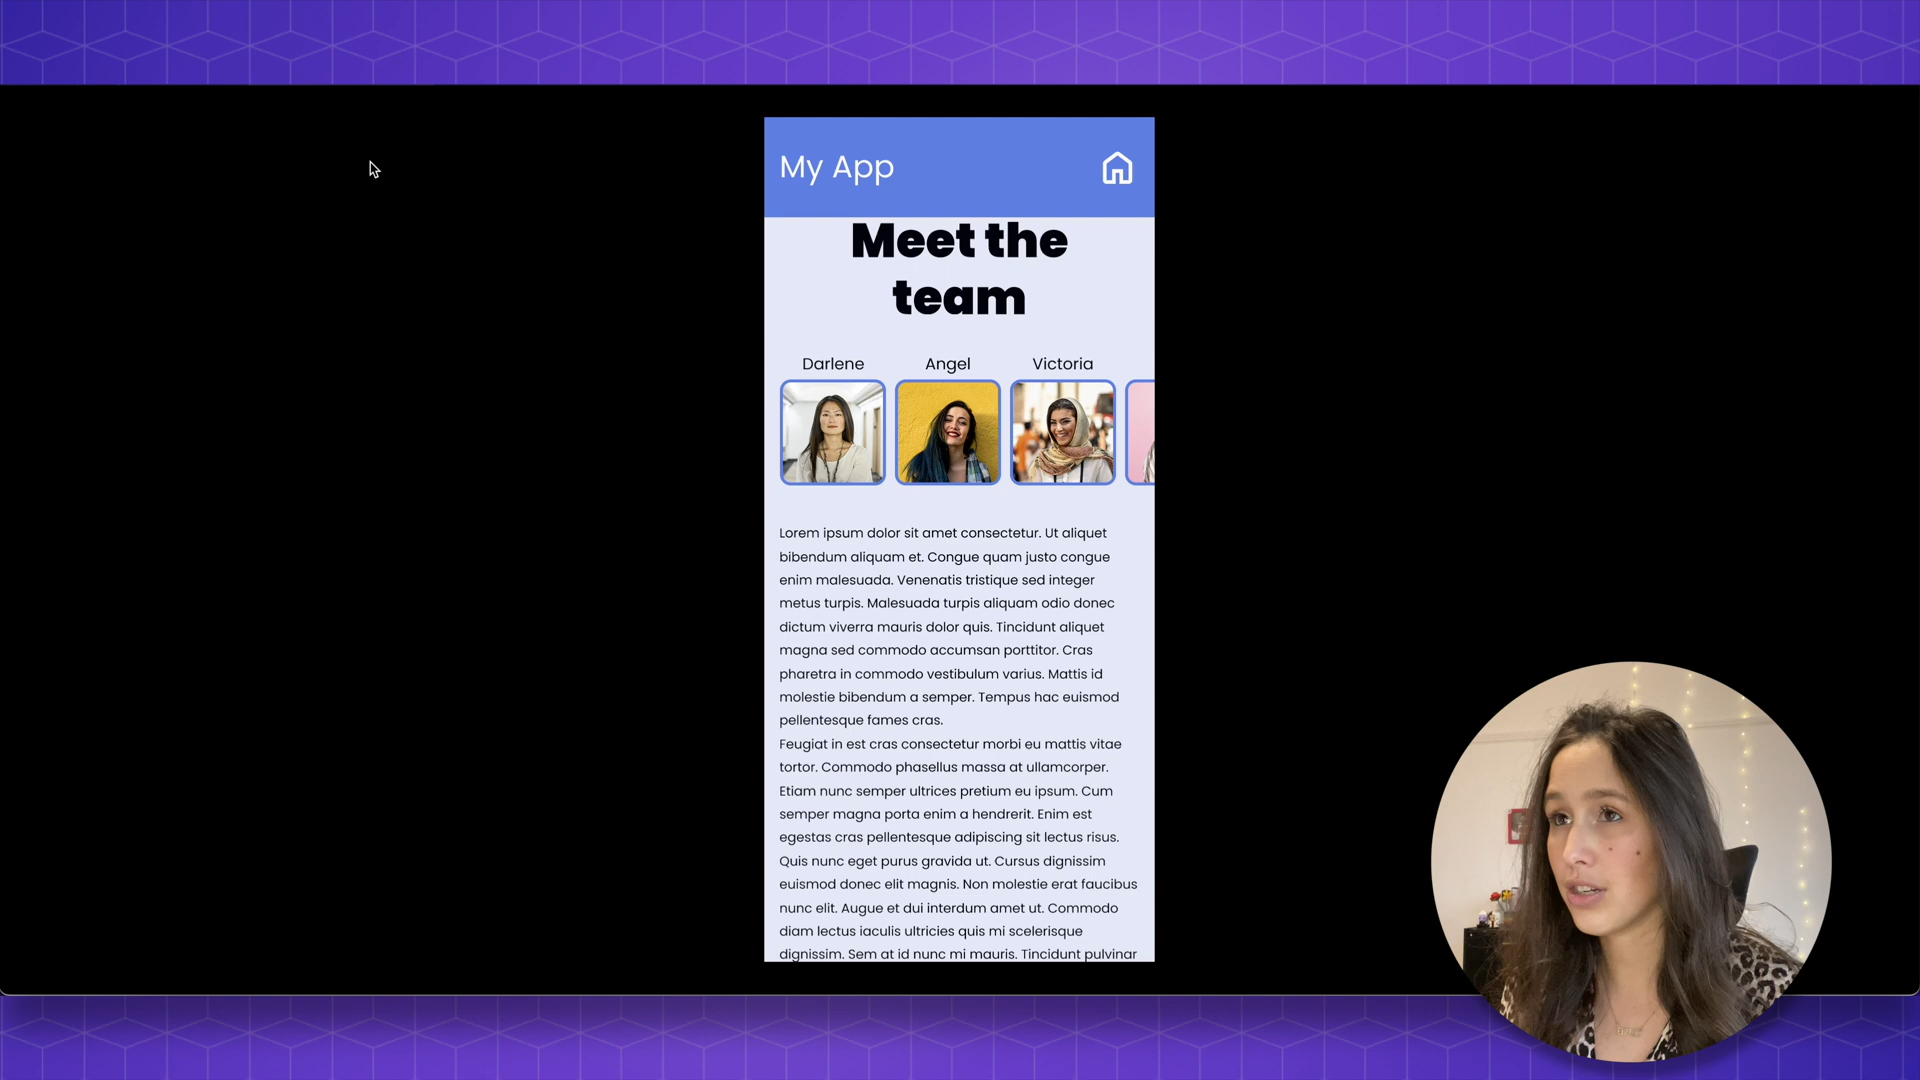 My App
Meet the
team
Darlene Angel Victoria
Lorem ipsum dolor sit amet consectetur. Ut aliquet
bibendum aliquam et. Congue quam justo congue
enim malesuada. Venenatis tristique sed integer
metus turpis. Malesuada turpis aliquam odio donec
dictum viverra mauris dolor quis. Tincidunt aliquet
magna sed commodo accumsan porttitor. Cras
pharetra in commodo vestibulum varius. Mattis id
molestie bibendum a semper. Tempus hac euismod
pellentesque fames cras.
Feugiat in est cras consectetur morbi eu mattis vitae
tortor. Commodo phasellus massa at ullamcorper.
Etiam nunc semper ultrices pretium eu ipsum. Cum
semper magna porta enim a hendrerit. Enim est
egestas cras pellentesque adipiscing sit lectus risus.
Quis nunc eget purus gravida ut. Cursus dignissim
euismod donec elit magnis. Non molestie erat faucibus
nunc elit. Augue et dui interdum amet ut. Commodo
diam lectus iaculis ultricies quis mi scelerisque
dignissim. Sem at id nunc mi mauris. Tincidunt pulvinar